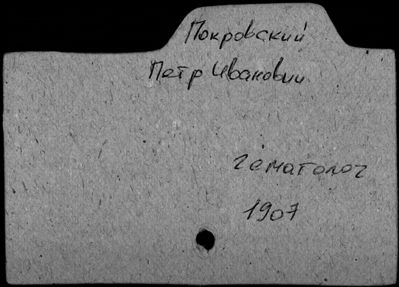 Покровский
Петр Иванович
гематолог
1907